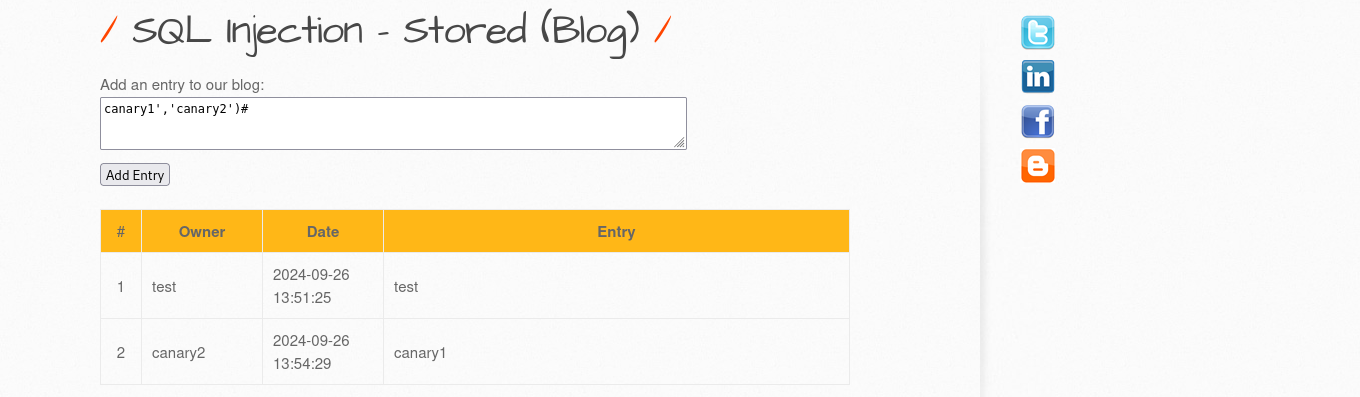 / SQL Injection - Stored (Blog) /
Add an entry to our blog:
canary1','canary2')#
Add Entry
# Owner Date Entry
1 test 2024-09-26 13:51:25 test
2 canary2 2024-09-26 13:54:29 canary1
t
in
f
B